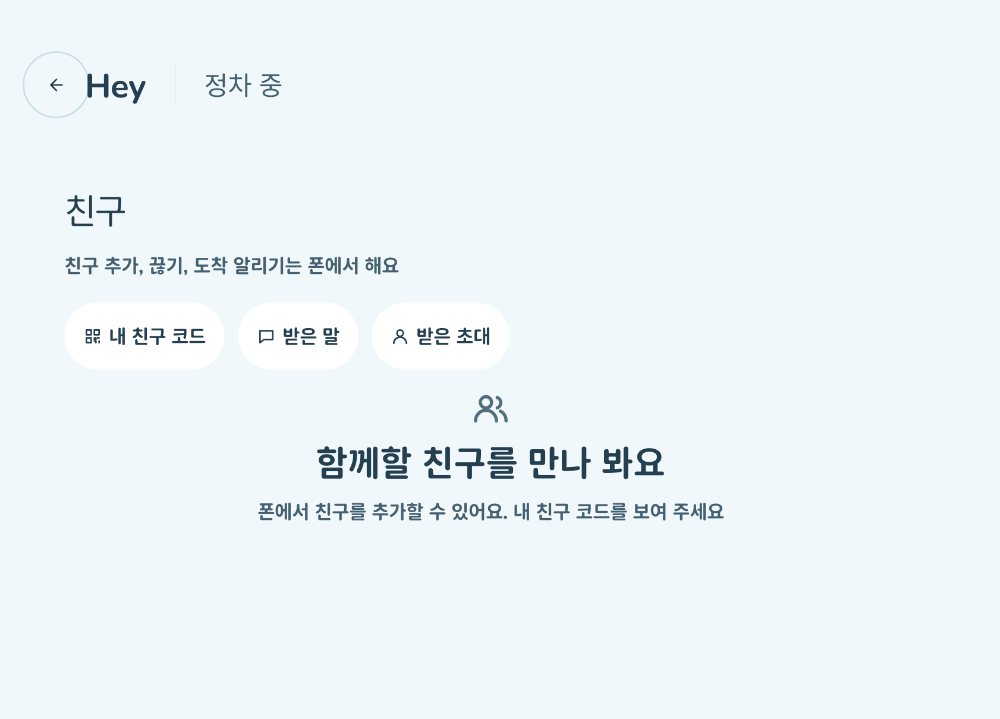 Hey 정차 중
친구
친구 추가, 끊기, 도착 알리기는 폰에서 해요
내 친구 코드 받은 말 받은 초대
함께할 친구를 만나 봐요
폰에서 친구를 추가할 수 있어요. 내 친구 코드를 보여 주세요